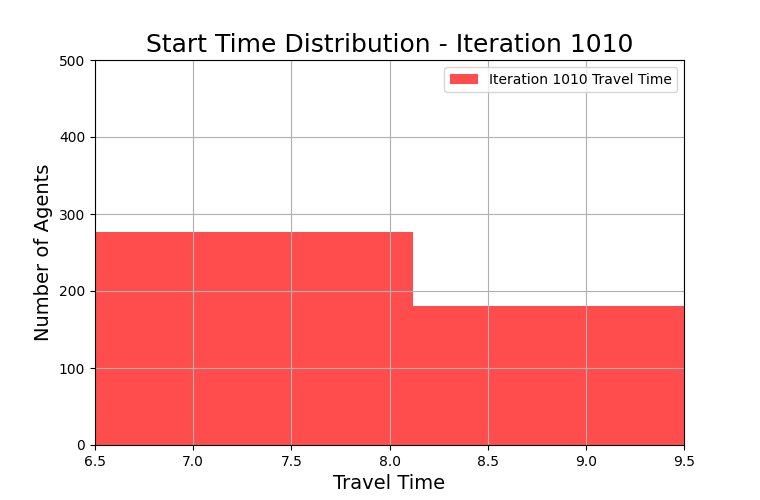 Start Time Distribution - Iteration 1010
Iteration 1010 Travel Time
Number of Agents
500
400
300
200
100
0
6.5 7.0 7.5 8.0 8.5 9.0 9.5
Travel Time